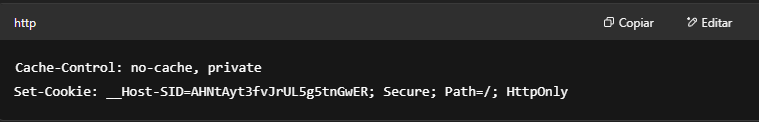 http
Copiar
Editar
Cache-Control: no-cache, private
Set-Cookie: __Host-SID=AHNtAyt3fvJrUL5g5tnGwER; Secure; Path=/; HttpOnly